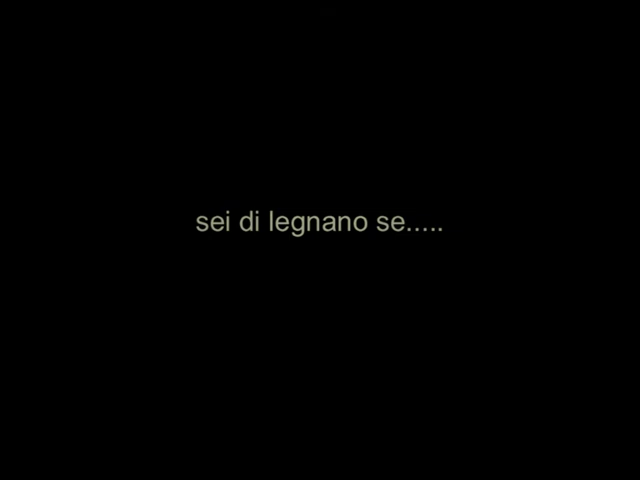 sei di legnano se.....